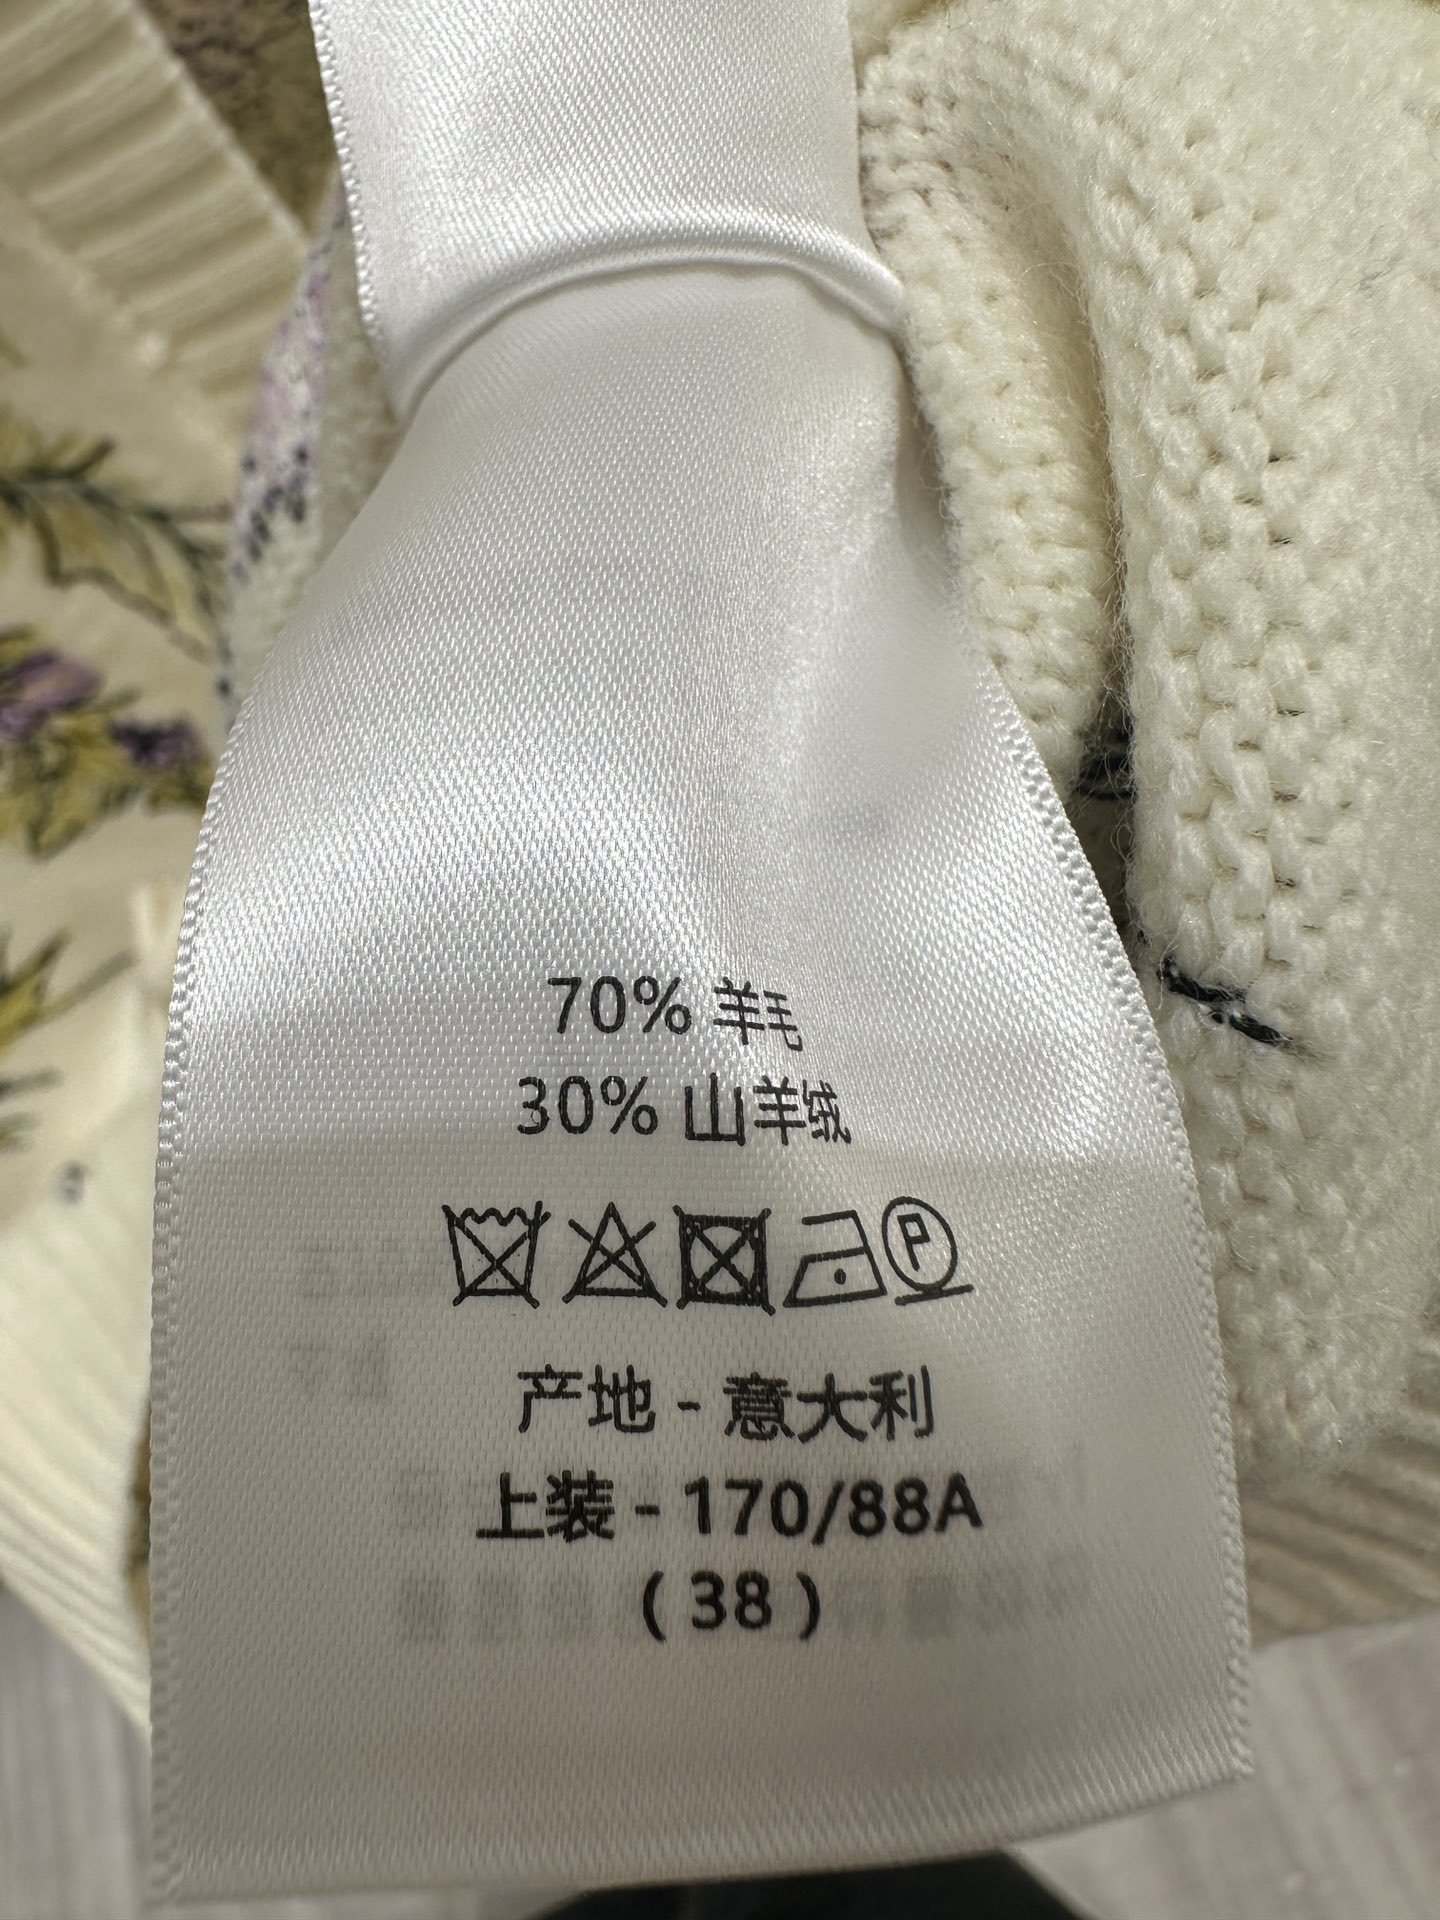 70% 羊毛
30% 山羊绒
P
产地 - 意大利
上装 - 170/88A
( 38 )